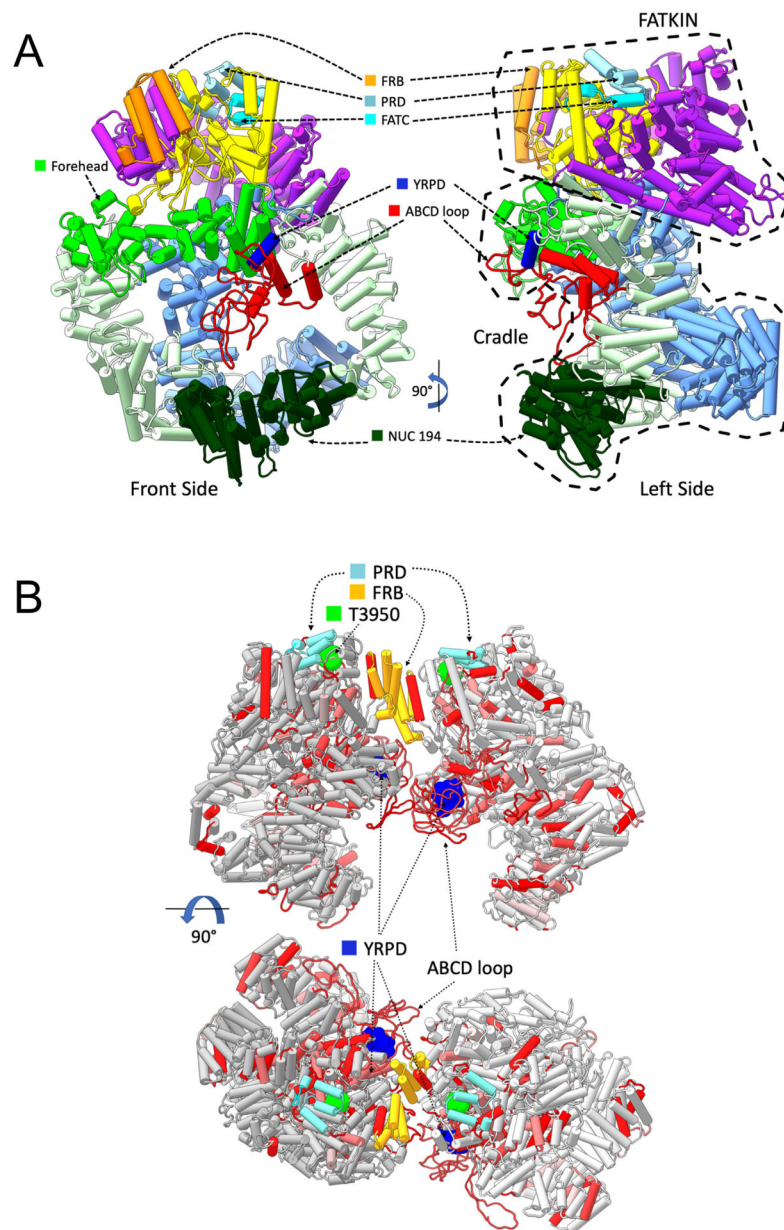 A
FATKIN
FRB
PRD
FATC
Forehead
YRPD
ABCD loop
Cradle
90°
NUC 194
Front Side
Left Side
B
PRD
FRB
T3950
90°
YRPD
ABCD loop